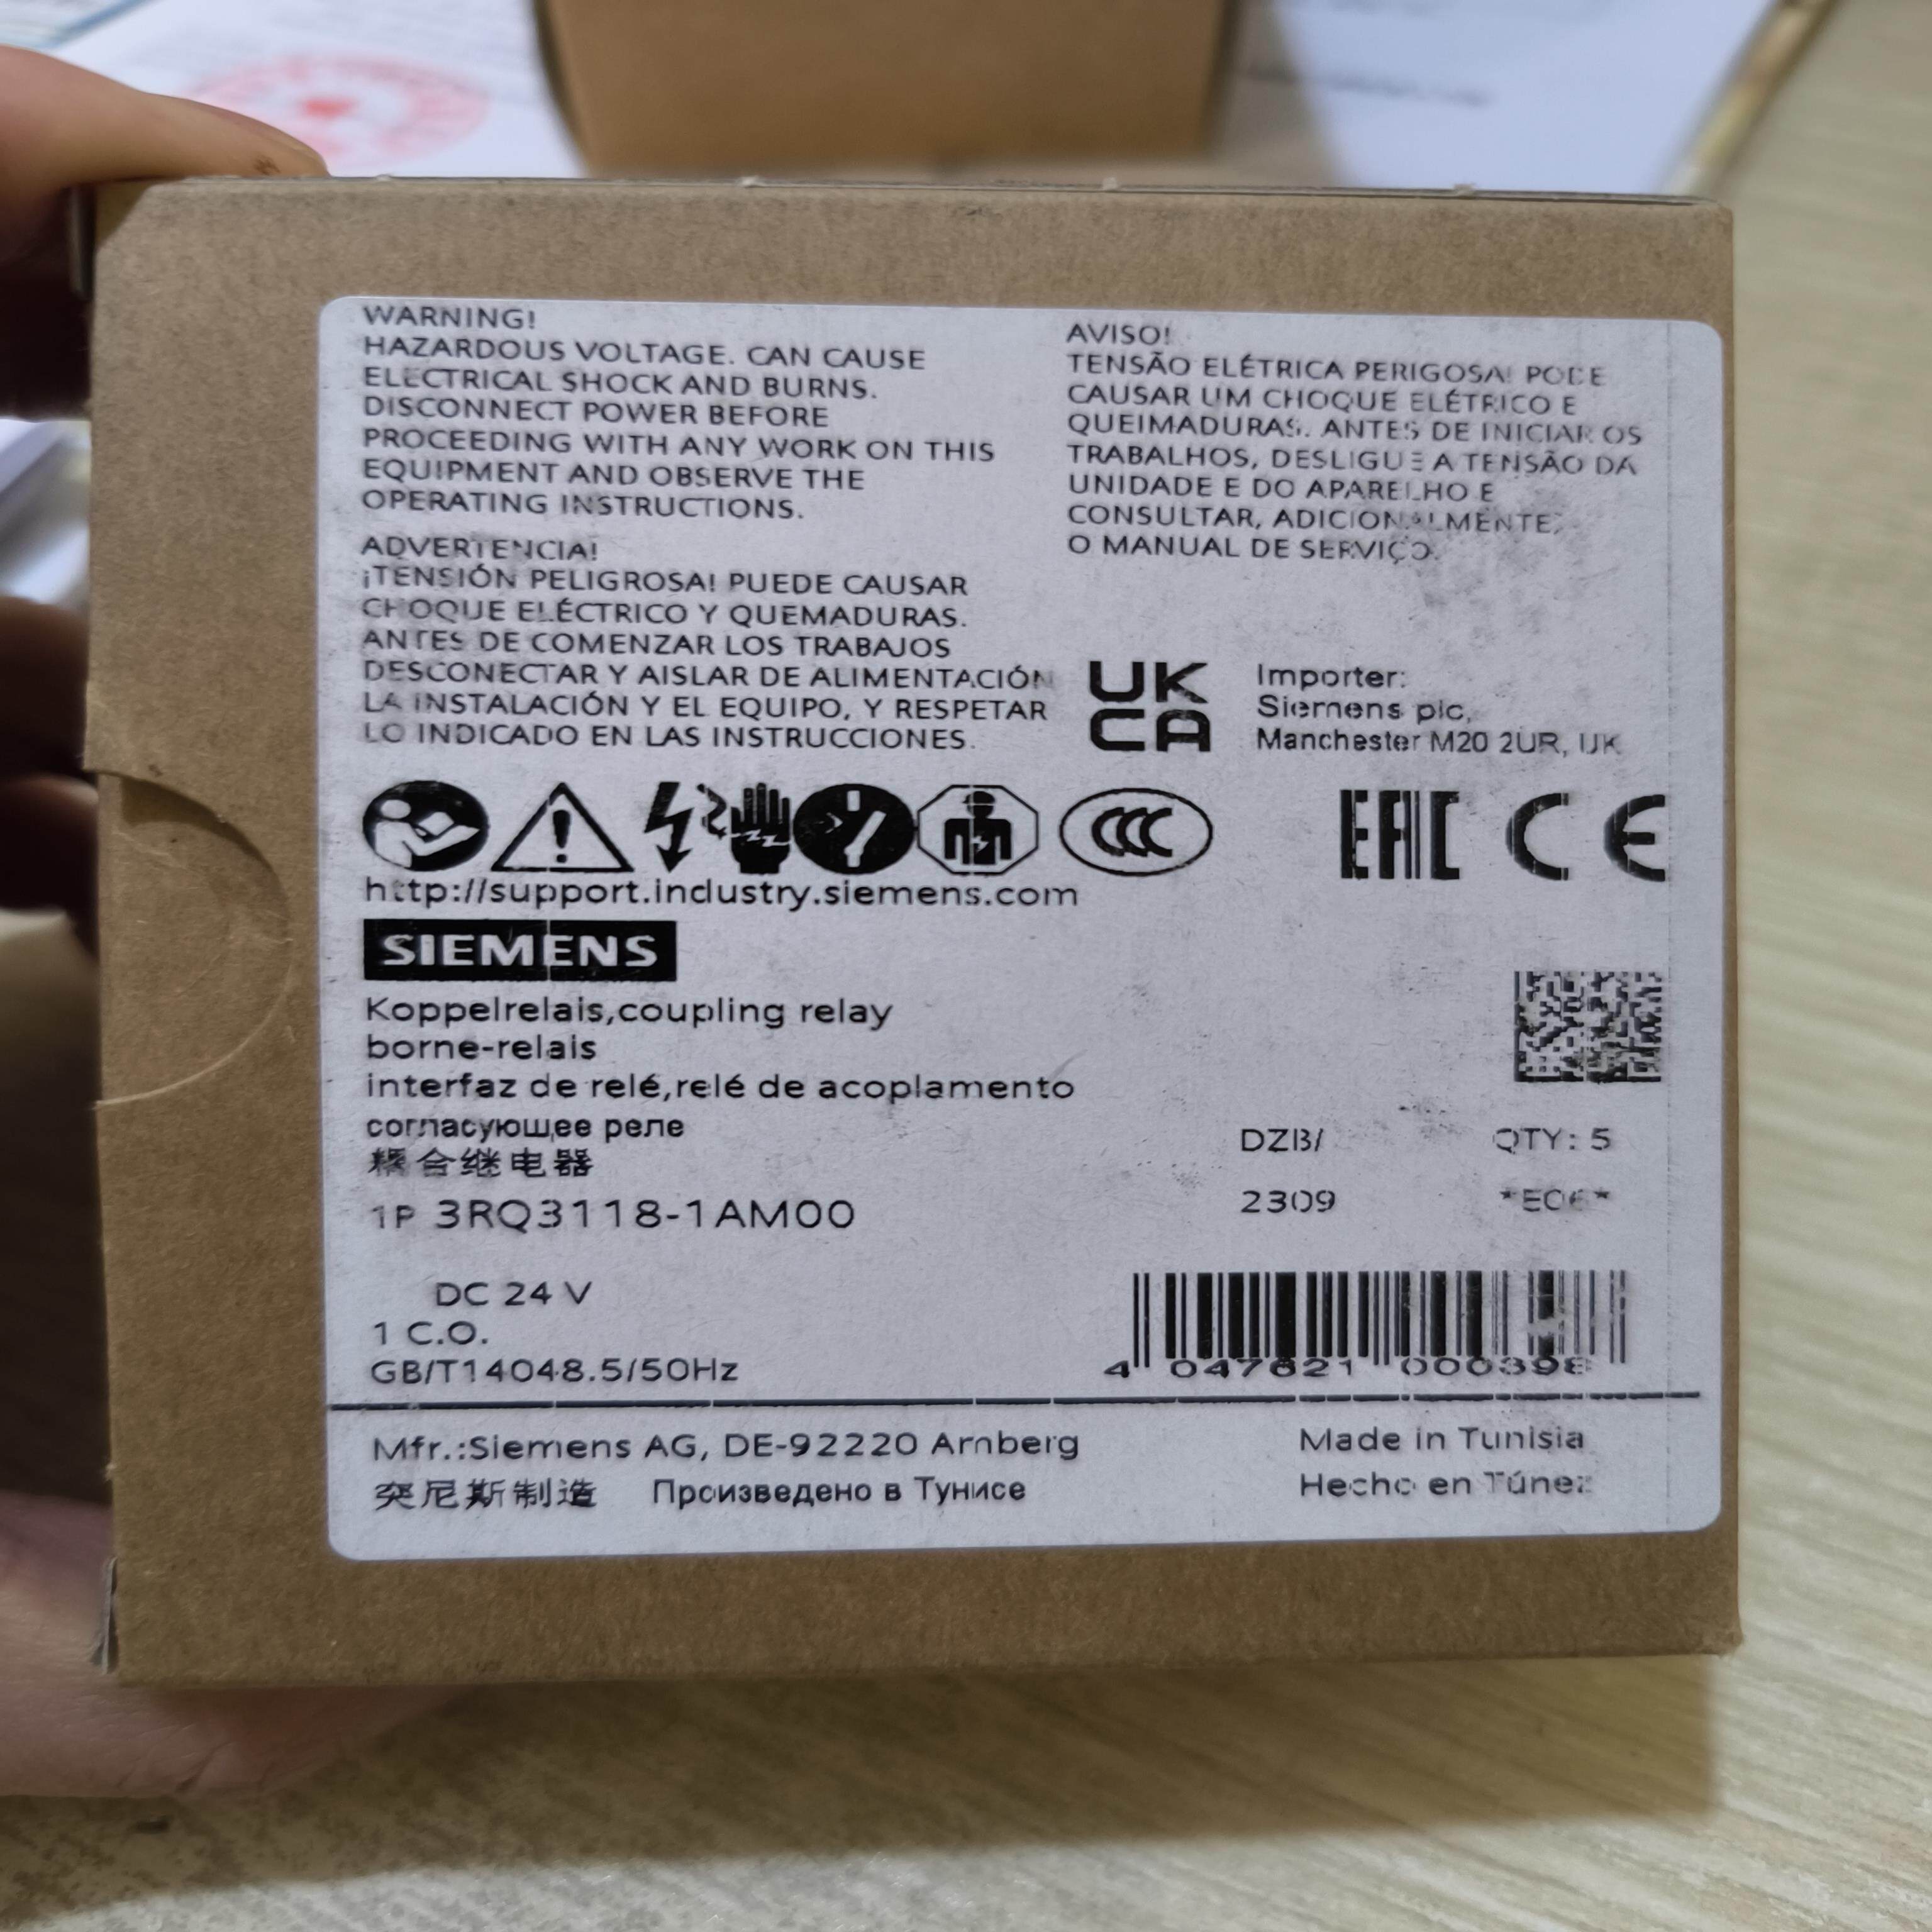 WARNING!
HAZARDOUS VOLTAGE. CAN CAUSE
ELECTRICAL SHOCK AND BURNS.
DISCONNECT POWER BEFORE
PROCEEDING WITH ANY WORK ON THIS
EQUIPMENT AND OBSERVE THE
OPERATING INSTRUCTIONS.
ADVERTENCIA!
¡TENSIÓN PELIGROSA! PUEDE CAUSAR
CHOQUE ELÉCTRICO Y QUEMADURAS.
ANTES DE COMENZAR LOS TRABAJOS
DESCONECTAR Y AISLAR DE ALIMENTACIÓN
LA INSTALACIÓN Y EL EQUIPO, Y RESPETAR
LO INDICADO EN LAS INSTRUCCIONES.
AVISO!
TENSÃO ELÉTRICA PERIGOSA! PODE
CAUSAR UM CHOQUE ELÉTRICO E
QUEIMADURAS. ANTES DE INICIAR OS
TRABALHOS, DESLIGUE A TENSÃO DA
UNIDADE E DO APARELHO E
CONSULTAR, ADICIONALMENTE,
O MANUAL DE SERVIÇO.
UK
CA
Importer:
Siemens plc,
Manchester M20 2UR, UK
CCC
EAC CE
http://support.industry.siemens.com
SIEMENS
Koppelrelais,coupling relay
borne-relais
interfaz de relé,relé de acoplamento
согласующее реле
耦合继电器
1P 3RQ3118-1AM00
DZB/ QTY: 5
2309 *E06*
DC 24 V
1 C.O.
GB/T14048.5/50Hz
4 047621 000398
Mfr.:Siemens AG, DE-92220 Amberg
突尼斯制造 Произведено в Тунисе
Made in Tunisia
Hecho en Túnez